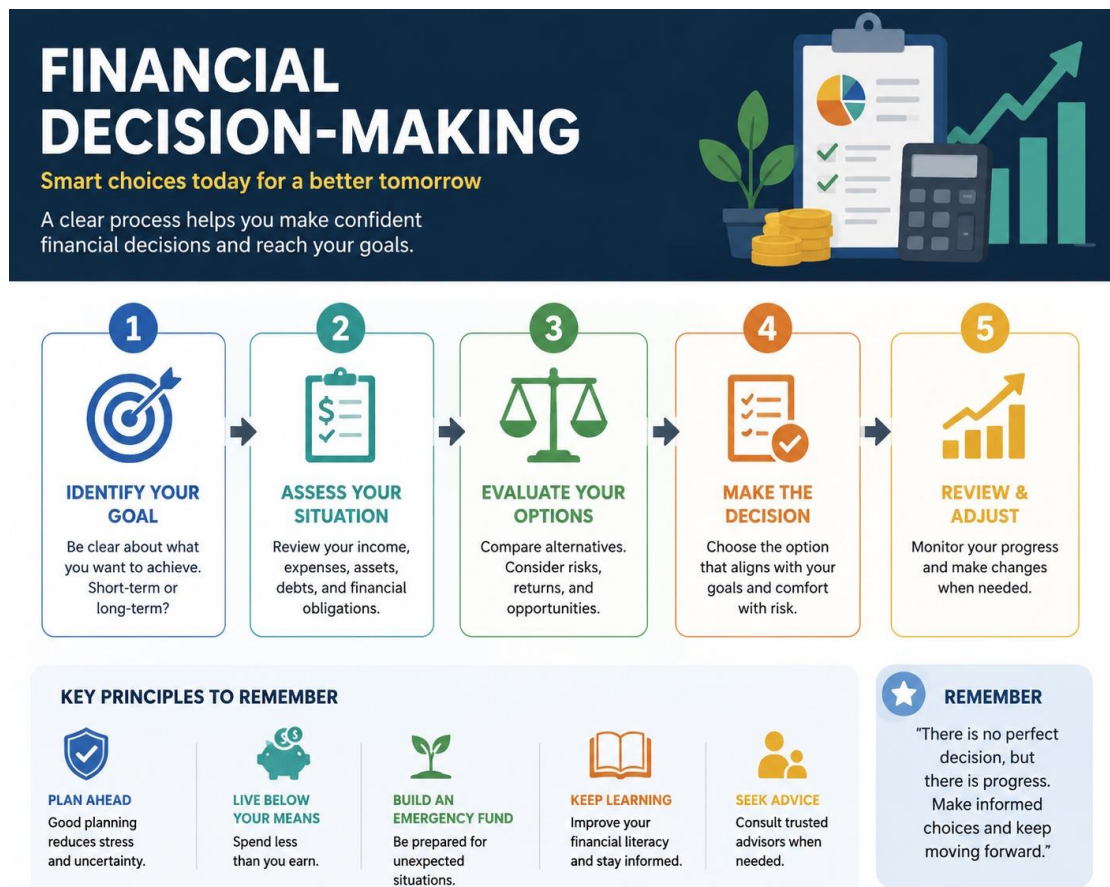 FINANCIAL
DECISION-MAKING
Smart choices today for a better tomorrow
A clear process helps you make confident
financial decisions and reach your goals.
1
IDENTIFY YOUR
GOAL
Be clear about what
you want to achieve.
Short-term or
long-term?
2
$
ASSESS YOUR
SITUATION
Review your income,
expenses, assets,
debts, and financial
obligations.
3
EVALUATE YOUR
OPTIONS
Compare alternatives.
Consider risks,
returns, and
opportunities.
4
MAKE THE
DECISION
Choose the option
that aligns with your
goals and comfort
with risk.
5
REVIEW &
ADJUST
Monitor your progress
and make changes
when needed.
KEY PRINCIPLES TO REMEMBER
PLAN AHEAD
Good planning
reduces stress
and uncertainty.
$ $
LIVE BELOW
YOUR MEANS
Spend less
than you earn.
BUILD AN
EMERGENCY FUND
Be prepared for
unexpected
situations.
KEEP LEARNING
Improve your
financial literacy
and stay informed.
SEEK ADVICE
Consult trusted
advisors when
needed.
REMEMBER
"There is no perfect
decision, but
there is progress.
Make informed
choices and keep
moving forward."